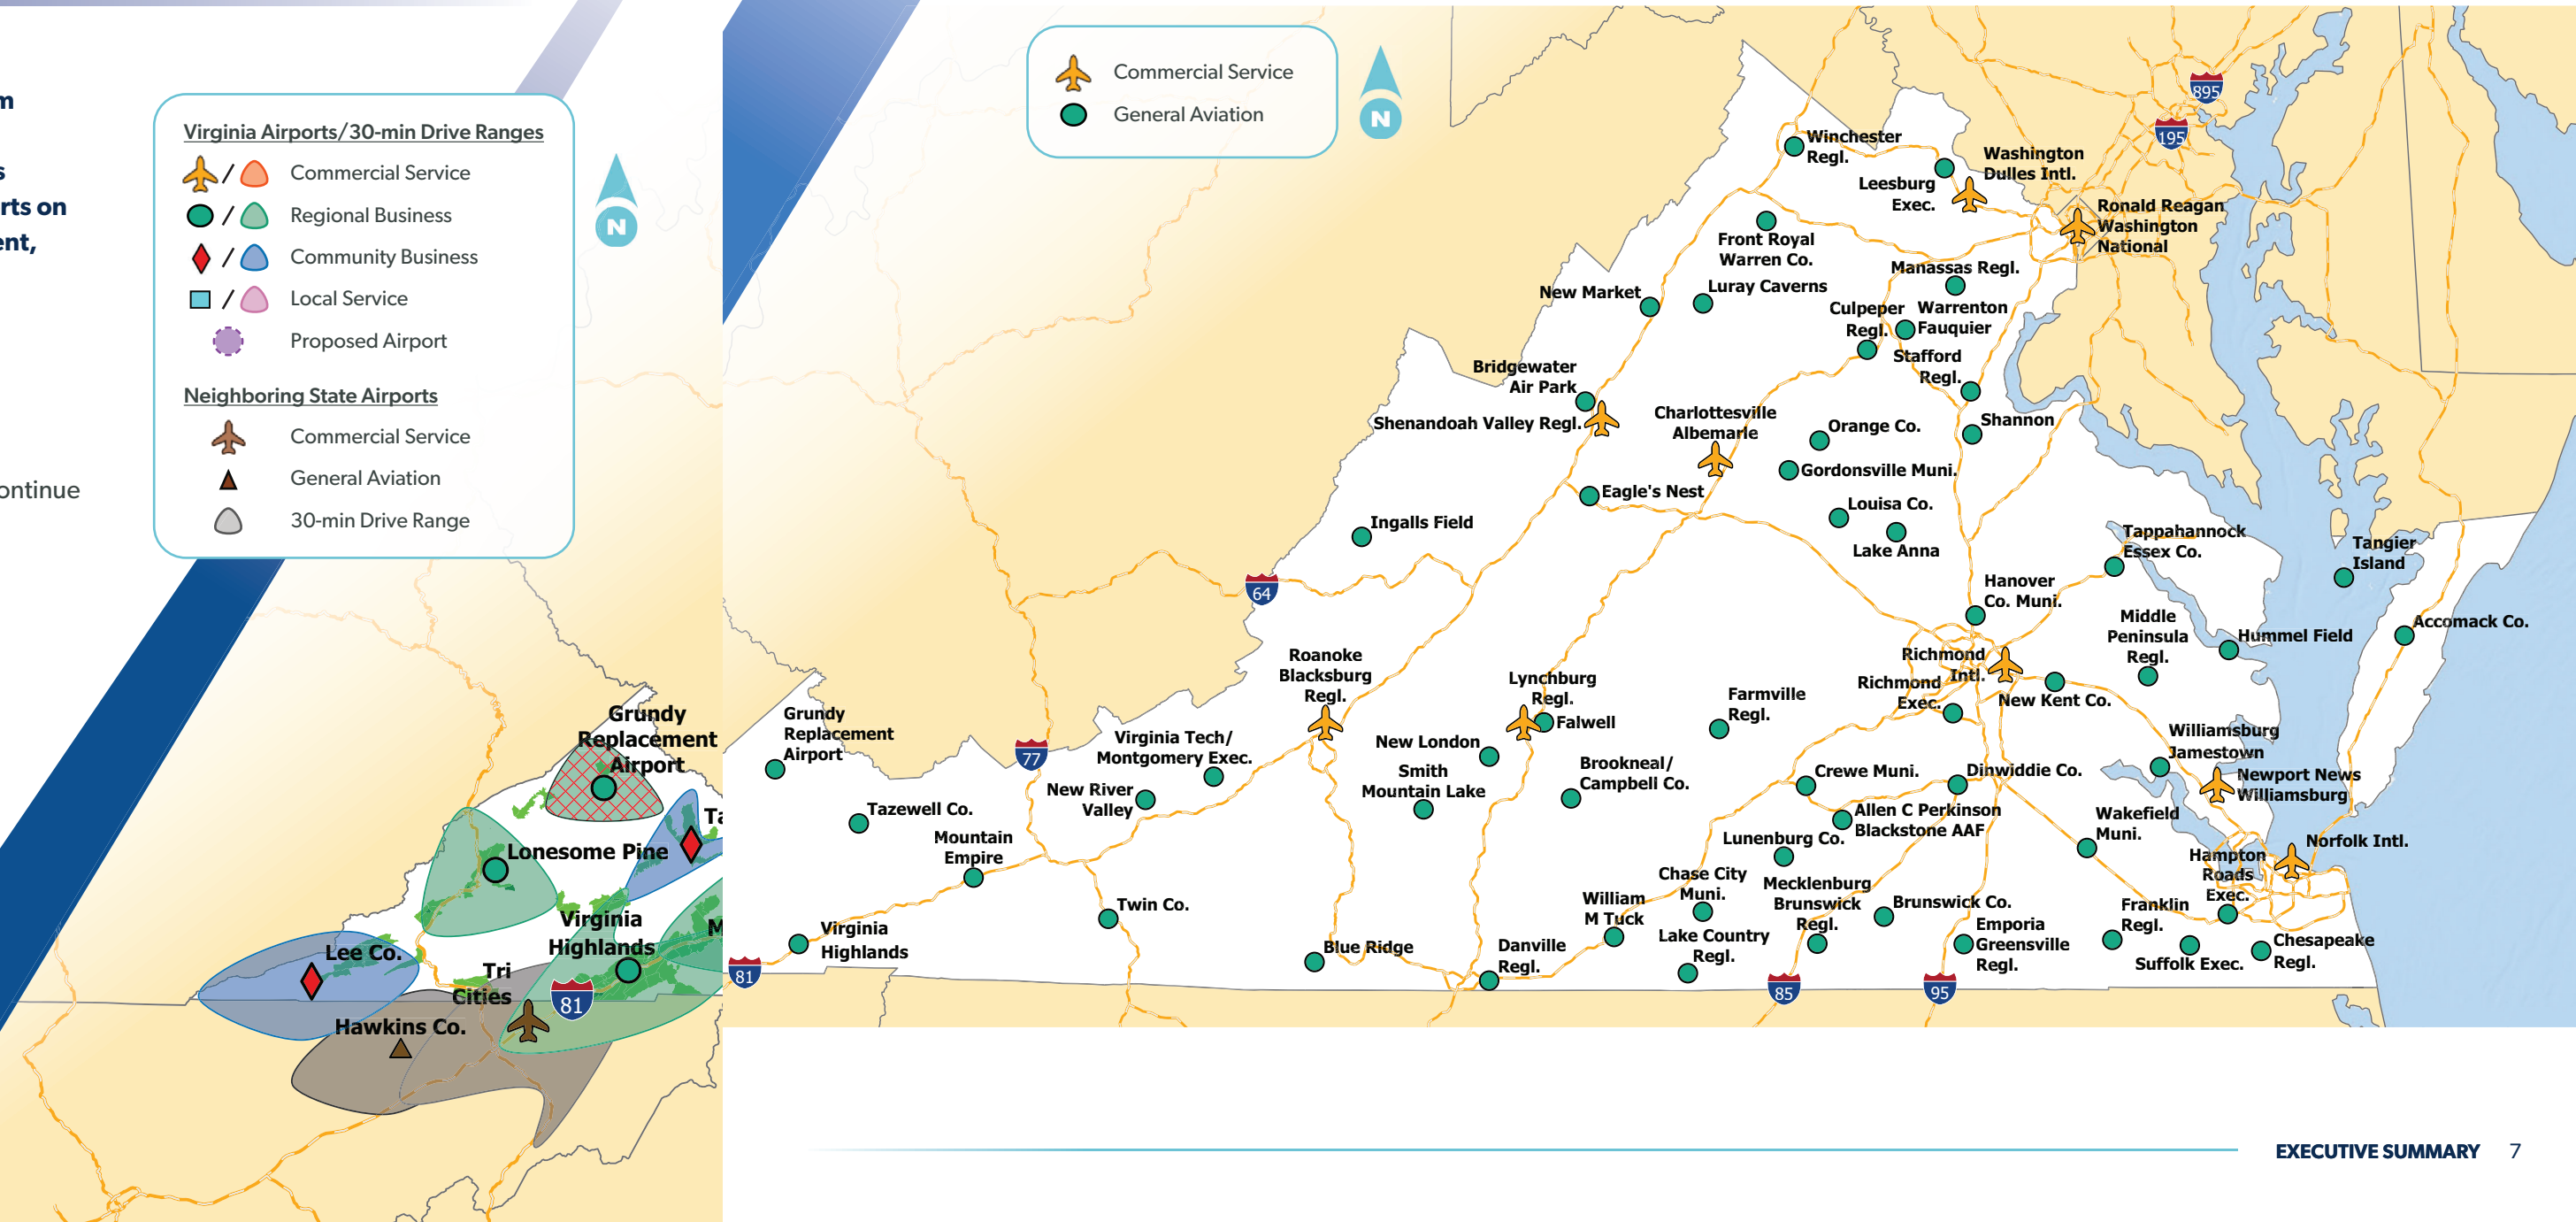 m
s
rts on
ent,
ontinue
Virginia Airports/30-min Drive Ranges
/ Commercial Service
/ Regional Business
/ Community Business
/ Local Service
Proposed Airport
Neighboring State Airports
Commercial Service
General Aviation
30-min Drive Range
N
Grundy
Replacement
Airport
Ta
Lonesome Pine
Virginia
Highlands
M
Lee Co.
Tri
Cities
81
Hawkins Co.
Commercial Service
General Aviation
N
895
195
Winchester
Regl.
Washington
Dulles Intl.
Leesburg
Exec.
Ronald Reagan
Washington
National
Front Royal
Warren Co.
Manassas Regl.
Luray Caverns
New Market
Culpeper
Regl.
Warrenton
Fauquier
Stafford
Regl.
Bridgewater
Air Park
Shenandoah Valley Regl.
Charlottesville
Albemarle
Orange Co.
Shannon
Gordonsville Muni.
Eagle's Nest
Louisa Co.
Ingalls Field
Lake Anna
Tappahannock
Essex Co.
Tangier
Island
64
Hanover
Co. Muni.
Middle
Peninsula
Regl.
Accomack Co.
Hummel Field
Roanoke
Blacksburg
Regl.
Richmond
Intl.
Lynchburg
Regl.
Richmond
Exec.
Farmville
Regl.
New Kent Co.
Falwell
Grundy
Replacement
Airport
Virginia Tech/
Montgomery Exec.
New London
Williamsburg
Jamestown
77
Brookneal/
Campbell Co.
Smith
Mountain Lake
Crewe Muni.
Dinwiddie Co.
Newport News
Williamsburg
New River
Valley
Tazewell Co.
Allen C Perkinson
Blackstone AAF
Wakefield
Muni.
Mountain
Empire
Lunenburg Co.
Norfolk Intl.
Hampton
Roads
Exec.
Chase City
Muni.
Mecklenburg
Brunswick
Regl.
William
M Tuck
Twin Co.
Brunswick Co.
Franklin
Regl.
Emporia
Greensville
Regl.
Virginia
Highlands
Lake Country
Regl.
Blue Ridge
Danville
Regl.
Chesapeake
Regl.
Suffolk Exec.
81
85
95
EXECUTIVE SUMMARY 7